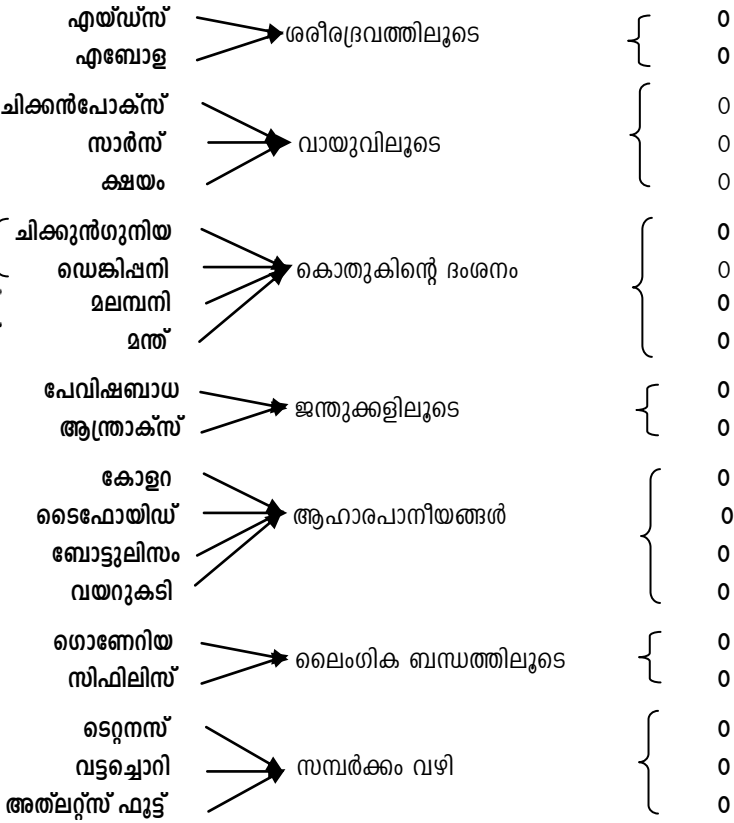 എയ്ഡ്സ് 0
ശരീരദ്രവത്തിലൂടെ
എബോള 0
ചിക്കൻപോക്സ് 0
സാർസ് വായുവിലൂടെ 0
ക്ഷയം 0
ചിക്കുൻഗുനിയ 0
ഡെങ്കിപ്പനി കൊതുകിന്റെ ദംശനം 0
മലമ്പനി 0
മന്ത് 0
പേവിഷബാധ 0
ജന്തുക്കളിലൂടെ
ആന്ത്രാക്സ് 0
കോളറ 0
ടൈഫോയിഡ് ആഹാരപാനീയങ്ങൾ 0
ബോട്ടുലിസം 0
വയറുകടി 0
ഗൊണേറിയ 0
ലൈംഗിക ബന്ധത്തിലൂടെ
സിഫിലിസ് 0
ടെറ്റനസ് 0
വട്ടച്ചൊറി സമ്പർക്കം വഴി 0
അത്‌ലറ്റ്സ് ഫൂട്ട് 0